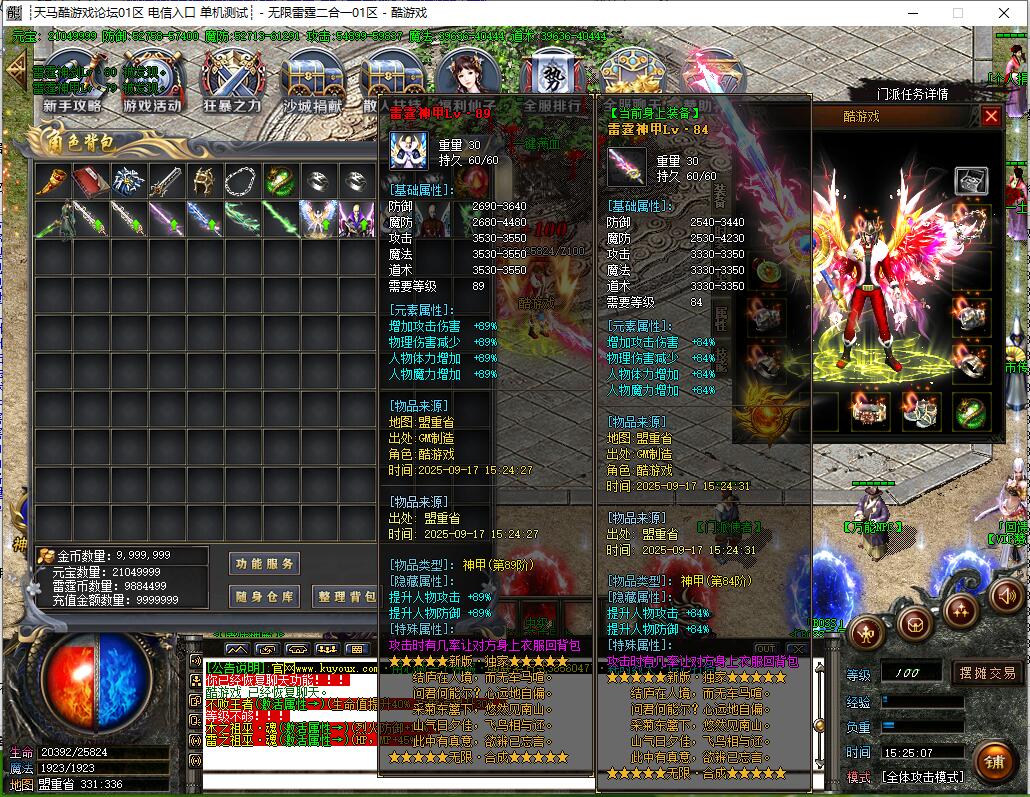 天马酷游戏论坛01区 电信入口 单机测试 - 无限雷霆二合一01区 - 酷游戏
元宝: 21049999 防御:52758-57400 魔防:52713-61291 攻击:54699-59837 魔法:39636-40444 道术:39636-40444
新手攻略
游戏活动
狂暴之力
沙城捐献
全服排行
门派任务详情
酷游戏
角色背包
雷霆神甲Lv·89
重量 30
持久 60/60
[基础属性]:
防御 2690-3640
魔防 2680-4480
攻击 3530-3550
魔法 3530-3550
道术 3530-3550
需要等级 89
[元素属性]:
增加攻击伤害 +89%
物理伤害减少 +89%
人物体力增加 +89%
人物魔力增加 +89%
[物品来源]
地图:盟重省
出处:GM制造
角色:酷游戏
时间:2025-09-17 15:24:27
[物品来源]
出处: 盟重省
时间: 2025-09-17 15:24:27
[物品类型]: 神甲(第89阶)
[隐藏属性]:
提升人物攻击 +89%
提升人物防御 +89%
[特殊属性]:
攻击时有几率让对方身上衣服回背包
★★★★★新版·独家★★★★★
结庐在人境，而无车马喧。
问君何能尔？心远地自偏。
采菊东篱下，悠然见南山。
山气日夕佳，飞鸟相与还。
此中有真意，欲辨已忘言。
★★★★★无限·合成★★★★★
【当前身上装备】
雷霆神甲Lv·84
重量 30
持久 60/60
[基础属性]:
防御 2540-3440
魔防 2530-4230
攻击 3330-3350
魔法 3330-3350
道术 3330-3350
需要等级 84
[元素属性]:
增加攻击伤害 +84%
物理伤害减少 +84%
人物体力增加 +84%
人物魔力增加 +84%
[物品来源]
地图:盟重省
出处:GM制造
角色:酷游戏
时间:2025-09-17 15:24:31
[物品来源]
出处: 盟重省
时间: 2025-09-17 15:24:31
[物品类型]: 神甲(第84阶)
[隐藏属性]:
提升人物攻击 +84%
提升人物防御 +84%
[特殊属性]:
攻击时有几率让对方身上衣服回背包
★★★★★新版·独家★★★★★
结庐在人境，而无车马喧。
问君何能尔？心远地自偏。
采菊东篱下，悠然见南山。
山气日夕佳，飞鸟相与还。
此中有真意，欲辨已忘言。
★★★★★无限·合成★★★★★
【门派使者】
【万能NPC】
金币数量: 9,999,999
元宝数量: 21049999
雷霆币数量: 9884499
充值金额数量: 9999999
功能服务
随身仓库
整理背包
【公告说明】官网www.kuyoux.com
你已经恢复聊天功能！！！
酷游戏 已经恢复聊天。
等级不够！！！
生命 20392/25824
魔法 1923/1923
地图 盟重省 331:336
等级 100
摆摊交易
经验
负重
时间 15:25:07
模式 [全体攻击模式]
铺